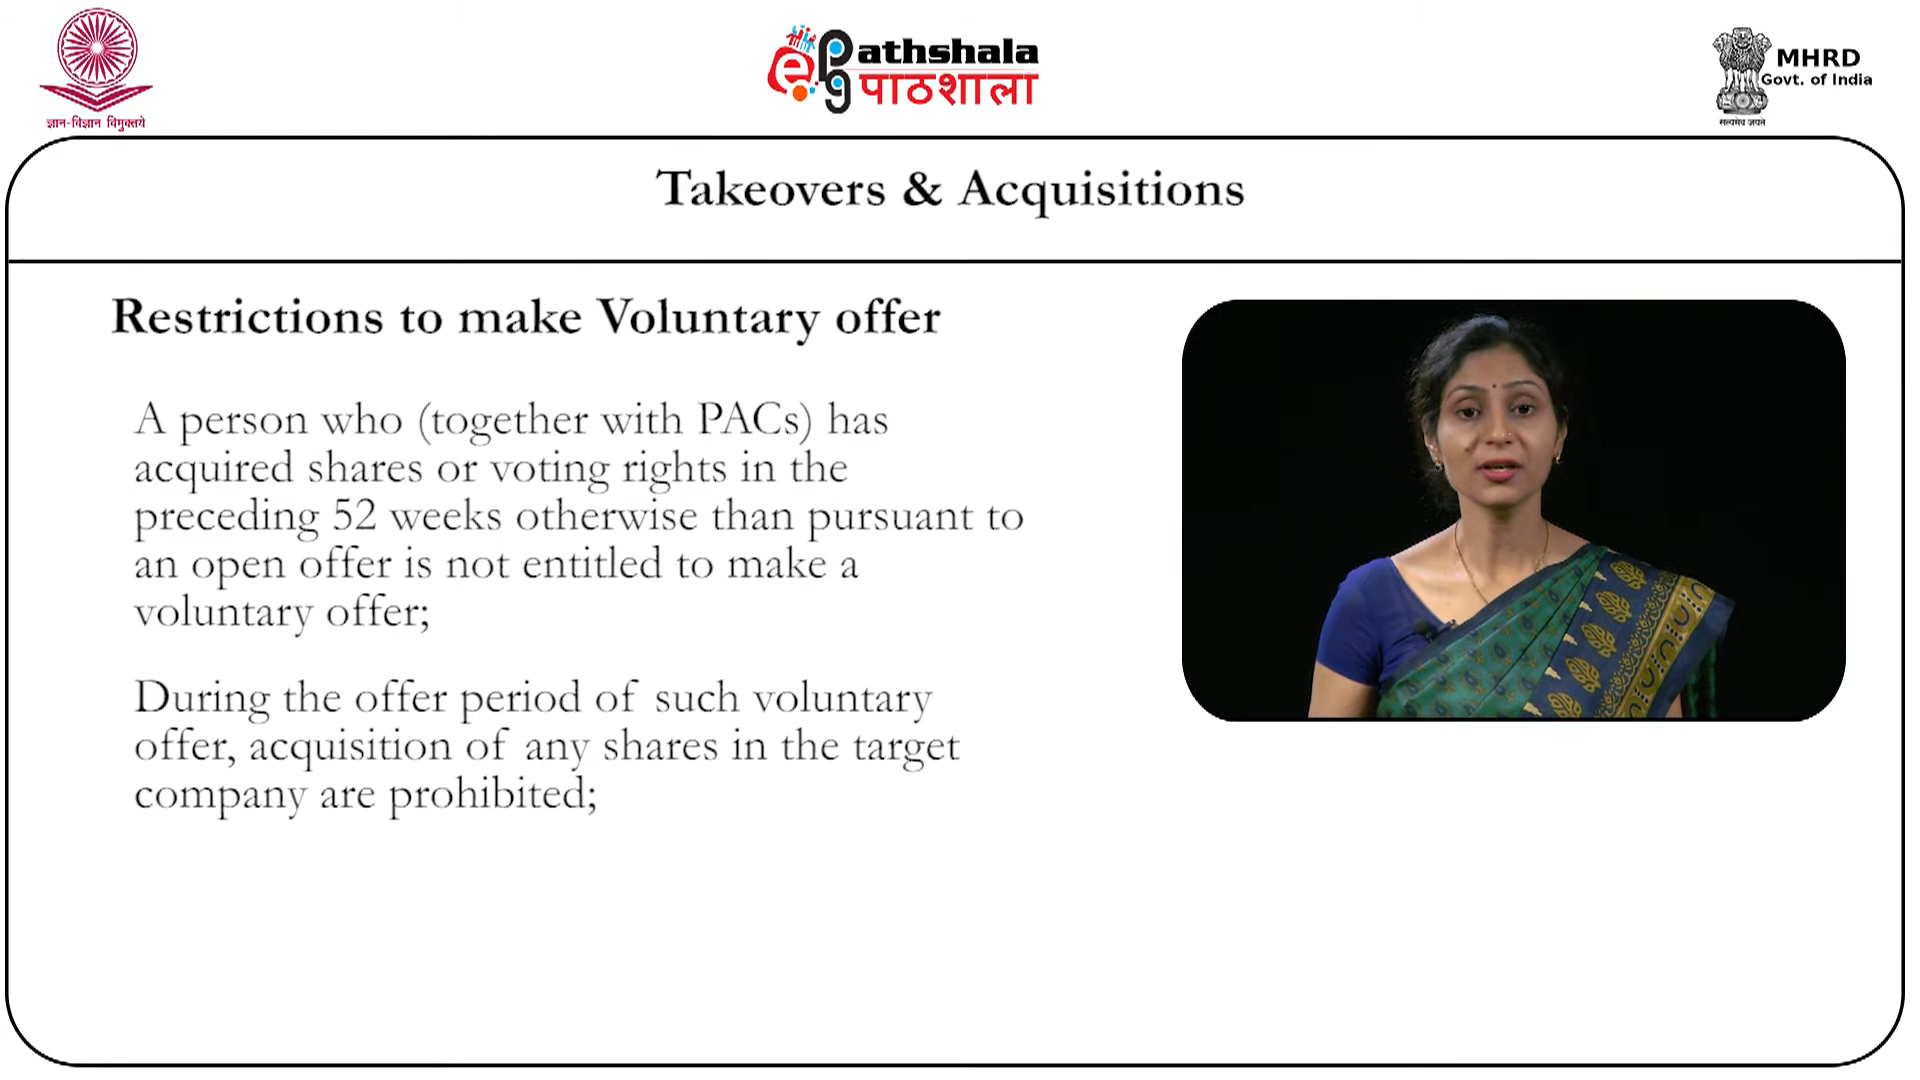 ज्ञान-विज्ञान विमुक्तये
ePathshala
पाठशाला
MHRD
Govt. of India
सत्यमेव जयते
Takeovers & Acquisitions
Restrictions to make Voluntary offer
A person who (together with PACs) has
acquired shares or voting rights in the
preceding 52 weeks otherwise than pursuant to
an open offer is not entitled to make a
voluntary offer;
During the offer period of such voluntary
offer, acquisition of any shares in the target
company are prohibited;